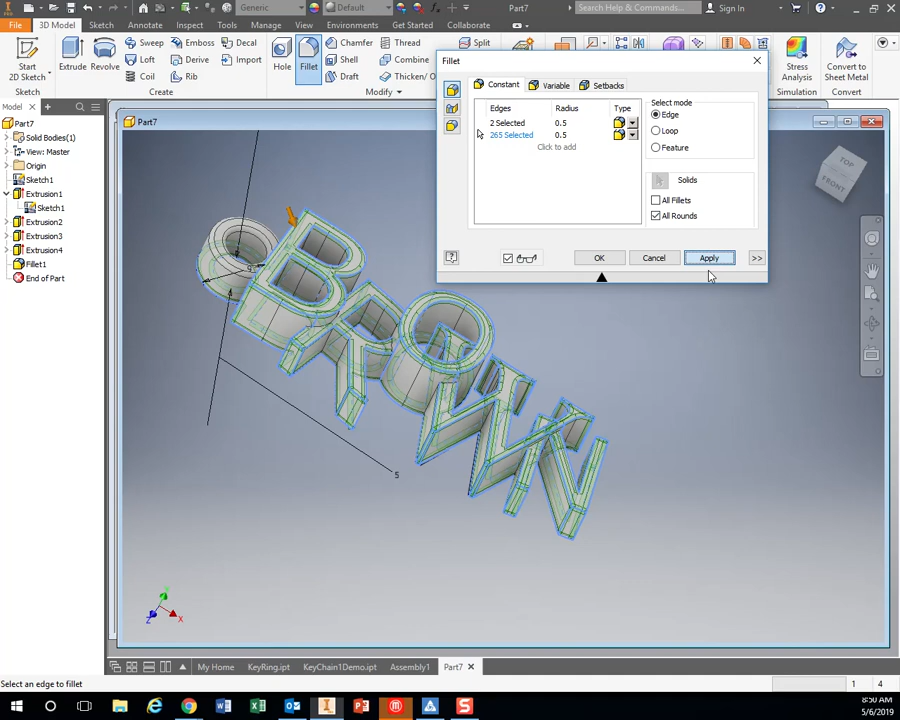 Generic
Default
Part7
Search Help & Commands...
Sign In
File
3D Model
Sketch
Annotate
Inspect
Tools
Manage
View
Environments
Get Started
Collaborate
Start
2D Sketch
Extrude
Revolve
Sweep
Emboss
Decal
Loft
Derive
Import
Coil
Rib
Hole
Fillet
Chamfer
Thread
Split
Shell
Combine
Draft
Thicken/ O
Stress
Analysis
Convert to
Sheet Metal
Sketch
Create
Modify
Simulation
Convert
Model
Part7
Solid Bodies(1)
View: Master
Origin
Sketch1
Extrusion1
Sketch1
Extrusion2
Extrusion3
Extrusion4
Fillet1
End of Part
Part7
Fillet
Constant
Variable
Setbacks
Edges
Radius
Type
2 Selected
0.5
265 Selected
0.5
Click to add
Select mode
Edge
Loop
Feature
Solids
All Fillets
All Rounds
OK
Cancel
Apply
>>
TOP
FRONT
BROWN
5
Y
X
Z
My Home
KeyRing.ipt
KeyChain1Demo.ipt
Assembly1
Part7
Select an edge to fillet
1
4
8:50 AM
5/6/2019